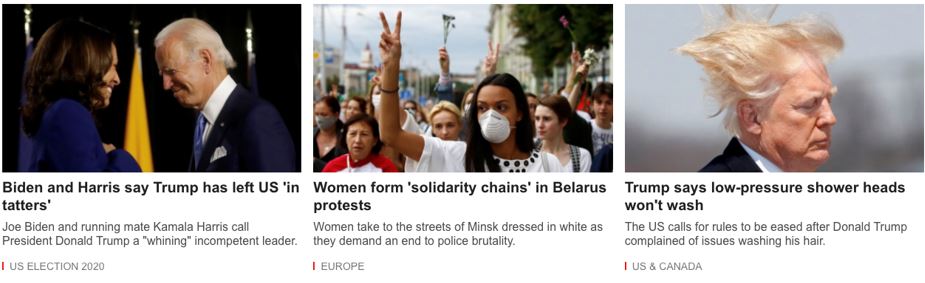 Biden and Harris say Trump has left US 'in
tatters'
Joe Biden and running mate Kamala Harris call
President Donald Trump a "whining" incompetent leader.
US ELECTION 2020
Women form 'solidarity chains' in Belarus
protests
Women take to the streets of Minsk dressed in white as
they demand an end to police brutality.
EUROPE
Trump says low-pressure shower heads
won't wash
The US calls for rules to be eased after Donald Trump
complained of issues washing his hair.
US & CANADA